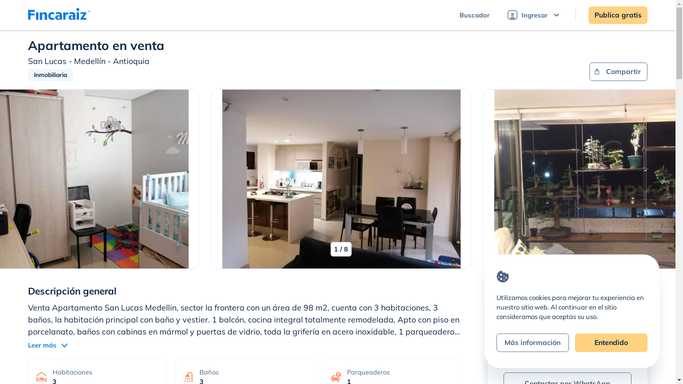 Fincaraiz
Buscador
Ingresar
Publica gratis
Apartamento en venta
San Lucas - Medellín - Antioquia
Inmobiliaria
Compartir
1 / 8
Descripción general
Venta Apartamento San Lucas Medellin, sector la frontera con un área de 98 m2, cuenta con 3 habitaciones, 3
baños, la habitación principal con baño y vestier. 1 balcón, cocina integral totalmente remodelada. Apto con piso en
porcelanato, baños con cabinas en mármol y puertas de vidrio, toda la grifería en acero inoxidable, 1 parqueadero...
Leer más
Habitaciones
3
Baños
3
Parqueaderos
1
Utilizamos cookies para mejorar tu experiencia en
nuestro sitio web. Al continuar en el sitio
consideramos que aceptas su uso.
Más información
Entendido
Contactar por WhatsApp